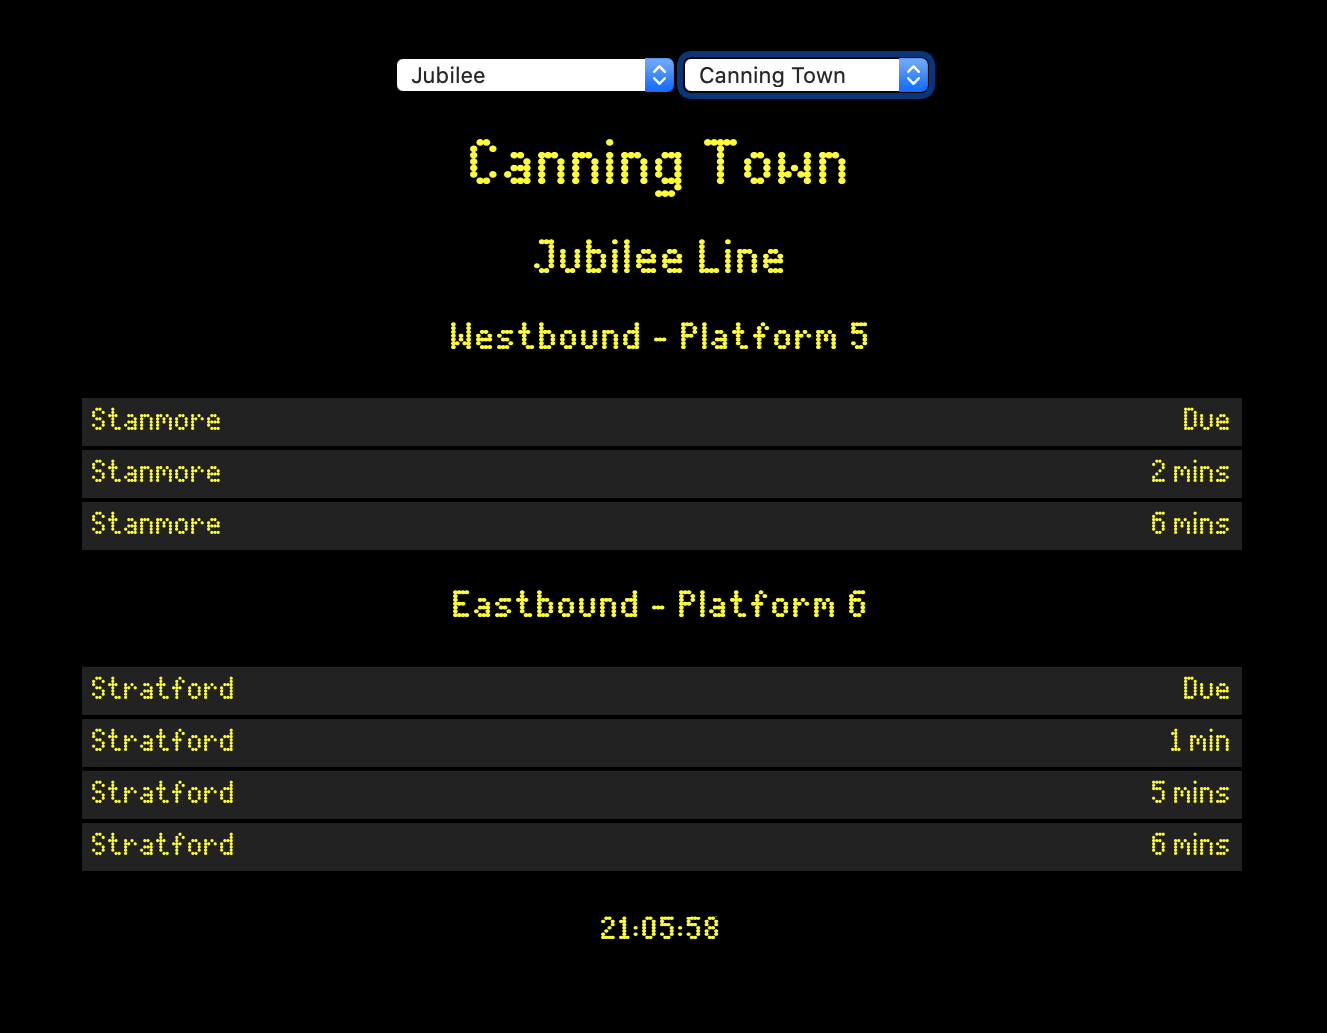 Jubilee Canning Town
Canning Town
Jubilee Line
Westbound - Platform 5
Stanmore Due
Stanmore 2 mins
Stanmore 6 mins
Eastbound - Platform 6
Stratford Due
Stratford 1 min
Stratford 5 mins
Stratford 6 mins
21:05:58